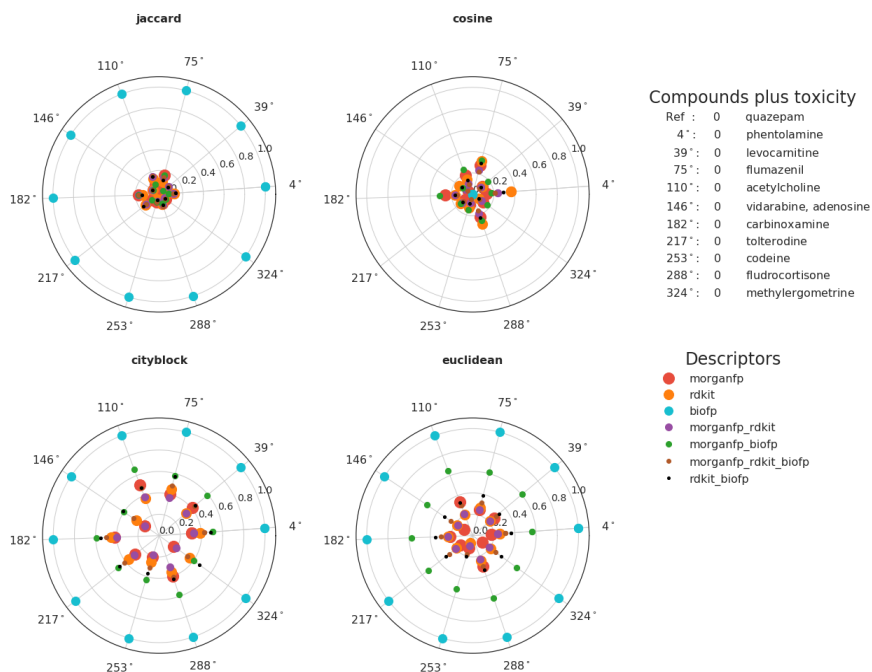 jaccard
110°
75°
39°
146°
1.0
0.8
0.6
0.4
0.2
4°
182°
217°
324°
253°
288°
cosine
110°
75°
39°
146°
1.0
0.8
0.6
0.4
0.2
4°
182°
217°
324°
253°
288°
Compounds plus toxicity
Ref : 0 quazepam
4°: 0 phentolamine
39°: 0 levocarnitine
75°: 0 flumazenil
110°: 0 acetylcholine
146°: 0 vidarabine, adenosine
182°: 0 carbinoxamine
217°: 0 tolterodine
253°: 0 codeine
288°: 0 fludrocortisone
324°: 0 methylergometrine
cityblock
110°
75°
39°
146°
1.0
0.8
0.6
0.4
0.2
0.0
4°
182°
217°
324°
253°
288°
euclidean
110°
75°
39°
146°
1.0
0.8
0.6
0.4
0.2
0.0
4°
182°
217°
324°
253°
288°
Descriptors
morganfp
rdkit
biofp
morganfp_rdkit
morganfp_biofp
morganfp_rdkit_biofp
rdkit_biofp